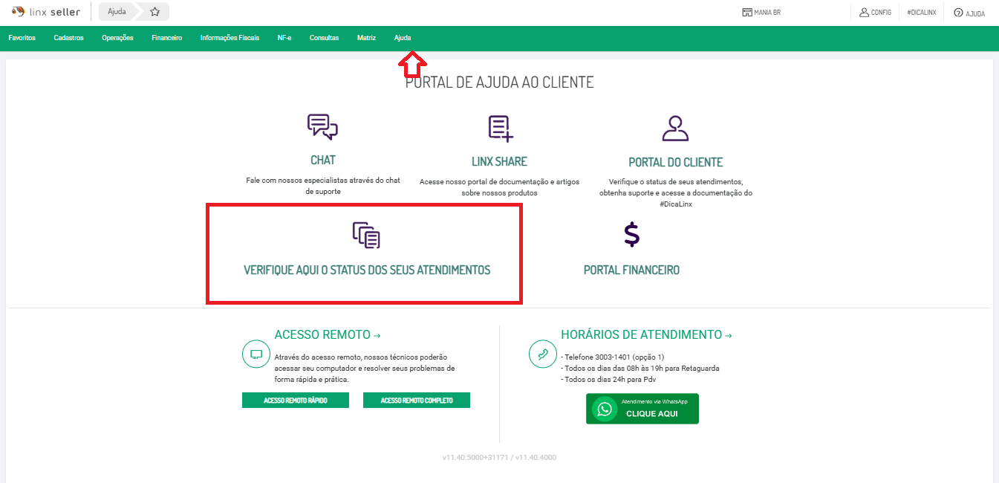 linx seller
Ajuda
MANIA BR
CONFIG
#DICALINX
AJUDA
Favoritos
Cadastros
Operações
Financeiro
Informações Fiscais
NF-e
Consultas
Matriz
Ajuda
PORTAL DE AJUDA AO CLIENTE
CHAT
Fale com nossos especialistas através do chat
de suporte
LINX SHARE
Acesse nosso portal de documentação e artigos
sobre nossos produtos
PORTAL DO CLIENTE
Verifique o status de seus atendimentos,
obtenha suporte e acesse a documentação do
#DicaLinx
VERIFIQUE AQUI O STATUS DOS SEUS ATENDIMENTOS
PORTAL FINANCEIRO
ACESSO REMOTO →
Através do acesso remoto, nossos técnicos poderão
acessar seu computador e resolver seus problemas de
forma rápida e prática.
ACESSO REMOTO RÁPIDO
ACESSO REMOTO COMPLETO
HORÁRIOS DE ATENDIMENTO →
- Telefone 3003-1401 (opção 1)
- Todos os dias das 08h às 19h para Retaguarda
- Todos os dias 24h para Pdv
Atendimento via WhatsApp
CLIQUE AQUI
v11.40.5000+31171 / v11.40.4000